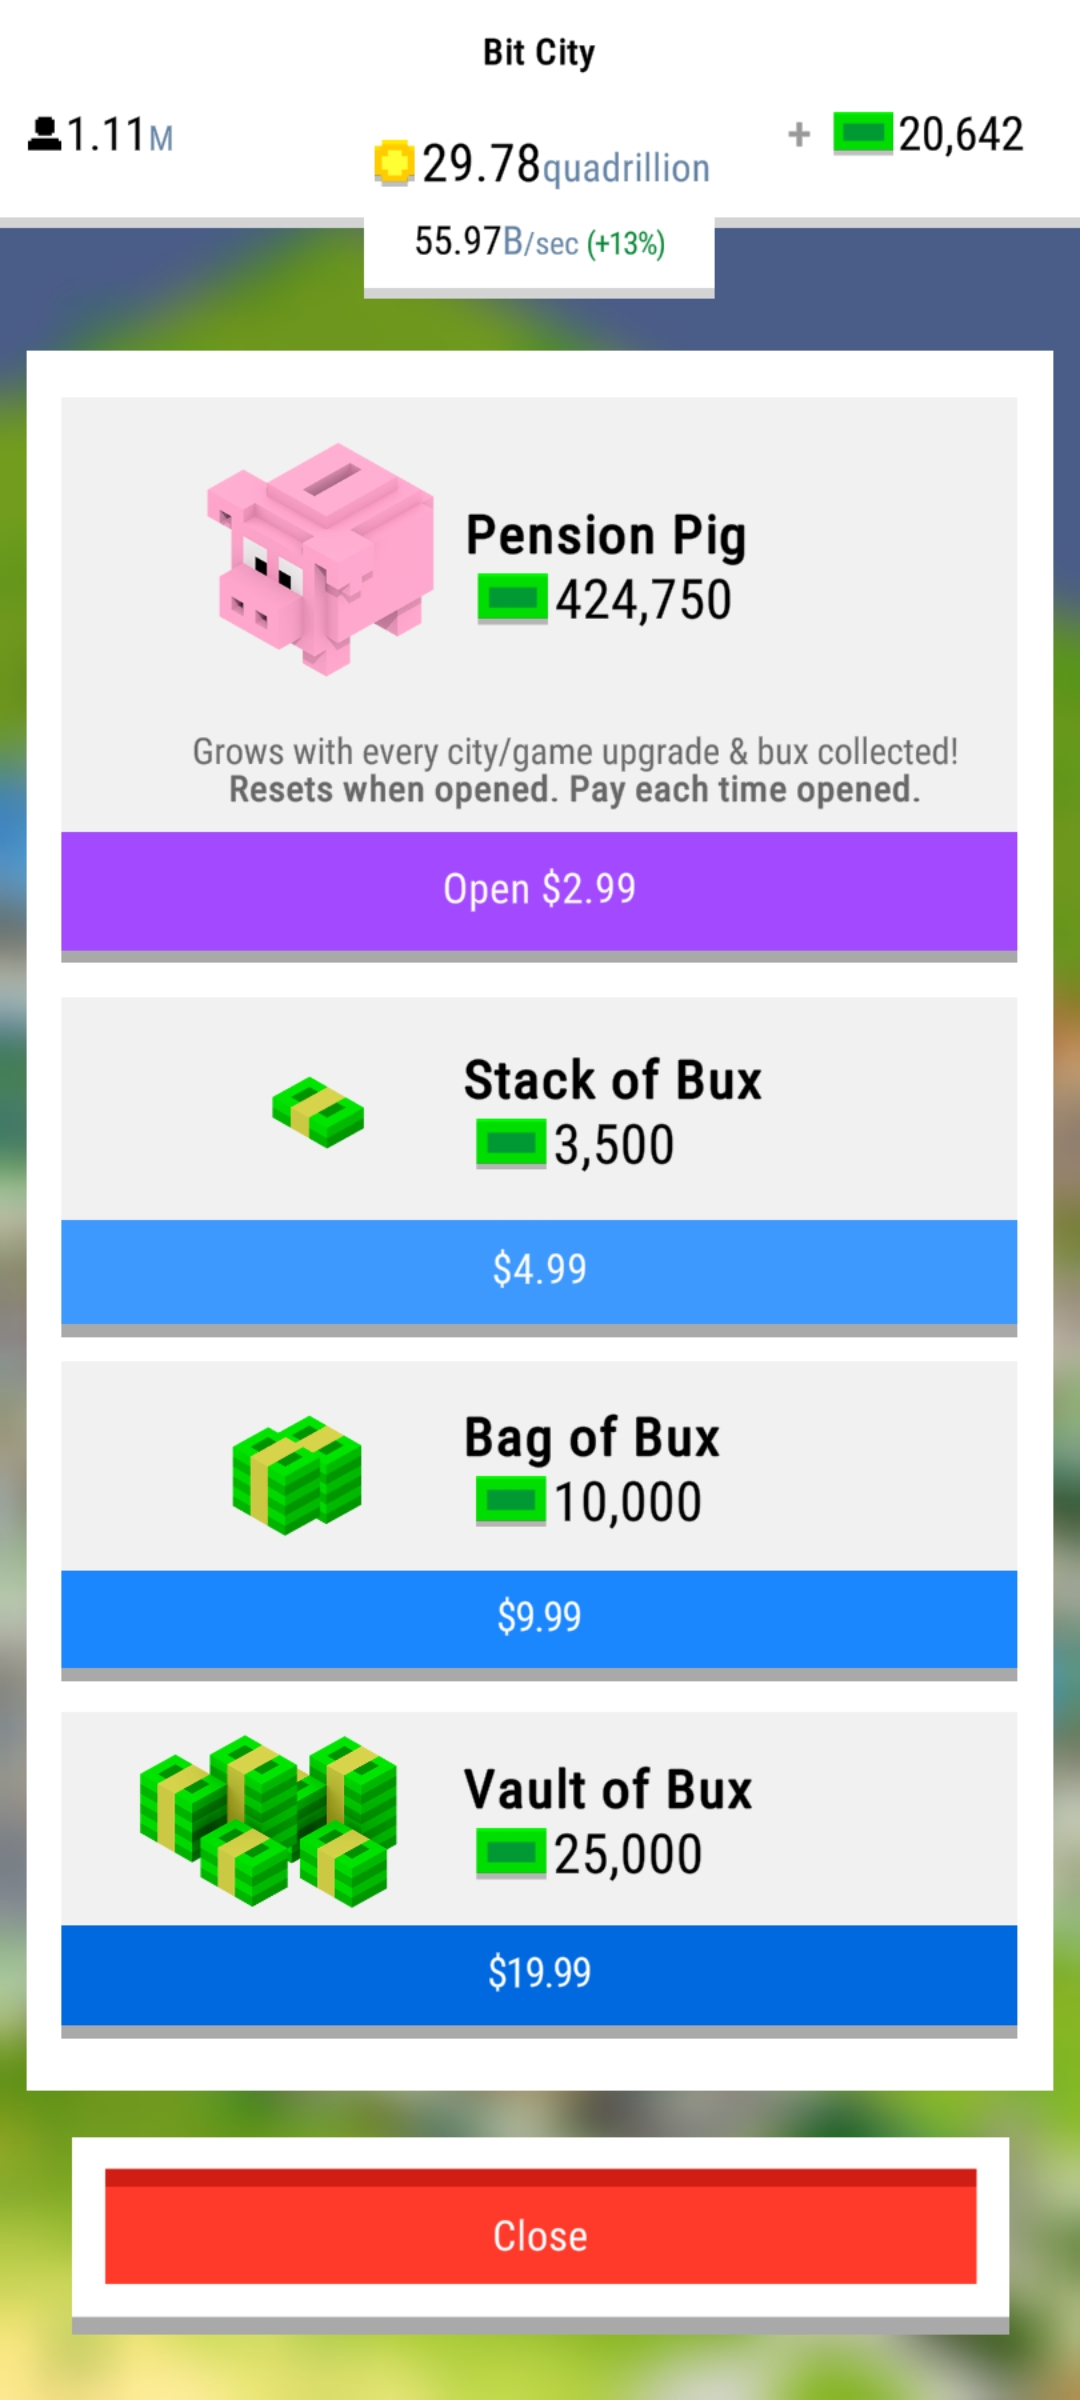 Bit City
1.11M
29.78quadrillion
+ 20,642
55.97B/sec (+13%)
Pension Pig
424,750
Grows with every city/game upgrade & bux collected!
Resets when opened. Pay each time opened.
Open $2.99
Stack of Bux
3,500
$4.99
Bag of Bux
10,000
$9.99
Vault of Bux
25,000
$19.99
Close